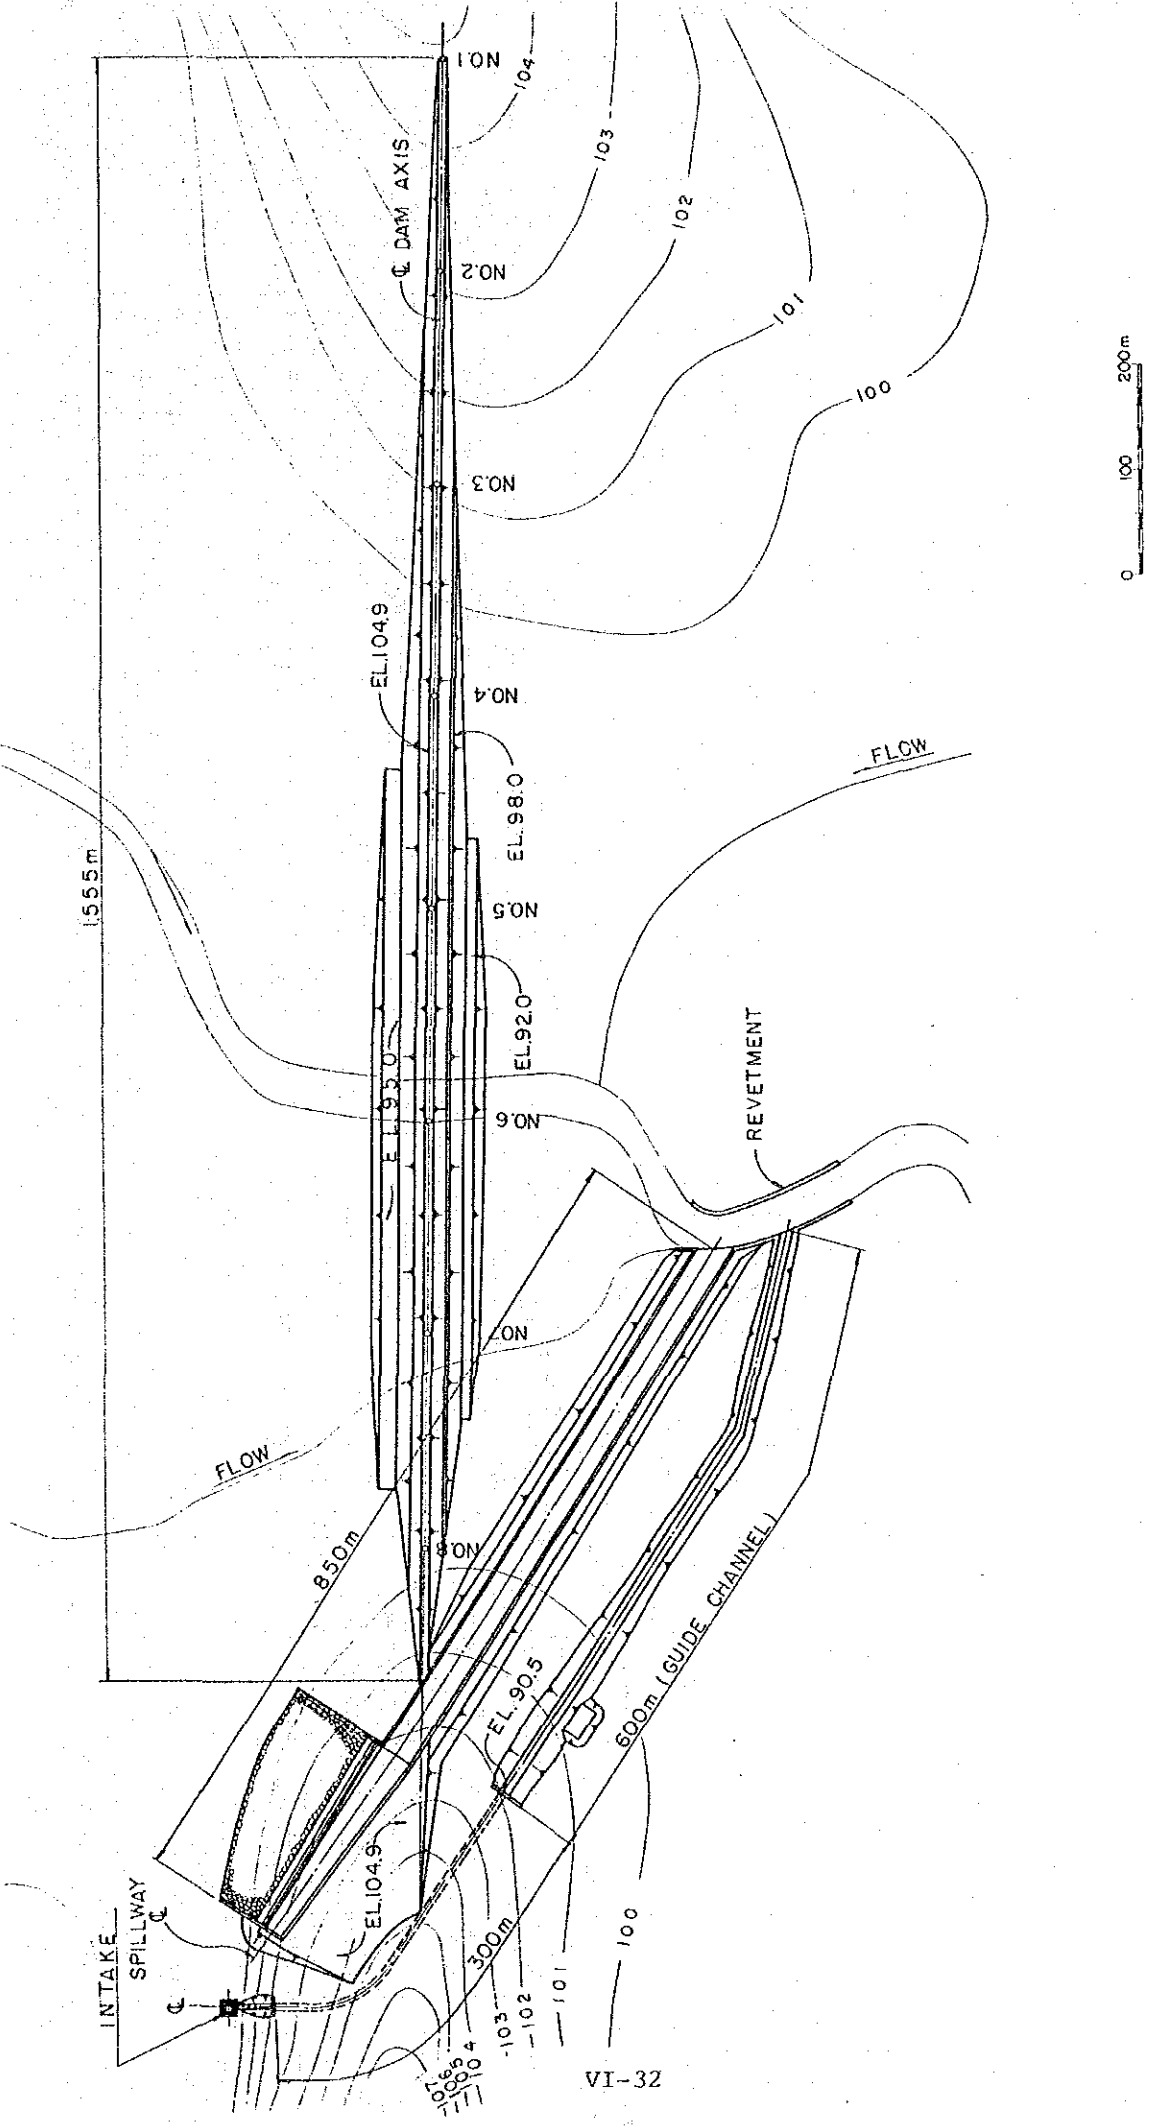 NO.1
104
103
102
101
100
℄ DAM AXIS
NO.2
NO.3
EL.104.9
NO.4
EL.98.0
NO.5
EL.92.0
EL.95.0
NO.6
1555m
FLOW
REVETMENT
200m
100
0
NO.7
FLOW
NO.8
850m
EL.90.5
600m (GUIDE CHANNEL)
EL.104.9
300m
INTAKE
SPILLWAY
℄
℄
107
106
105
104
103
102
101
100
VI-32